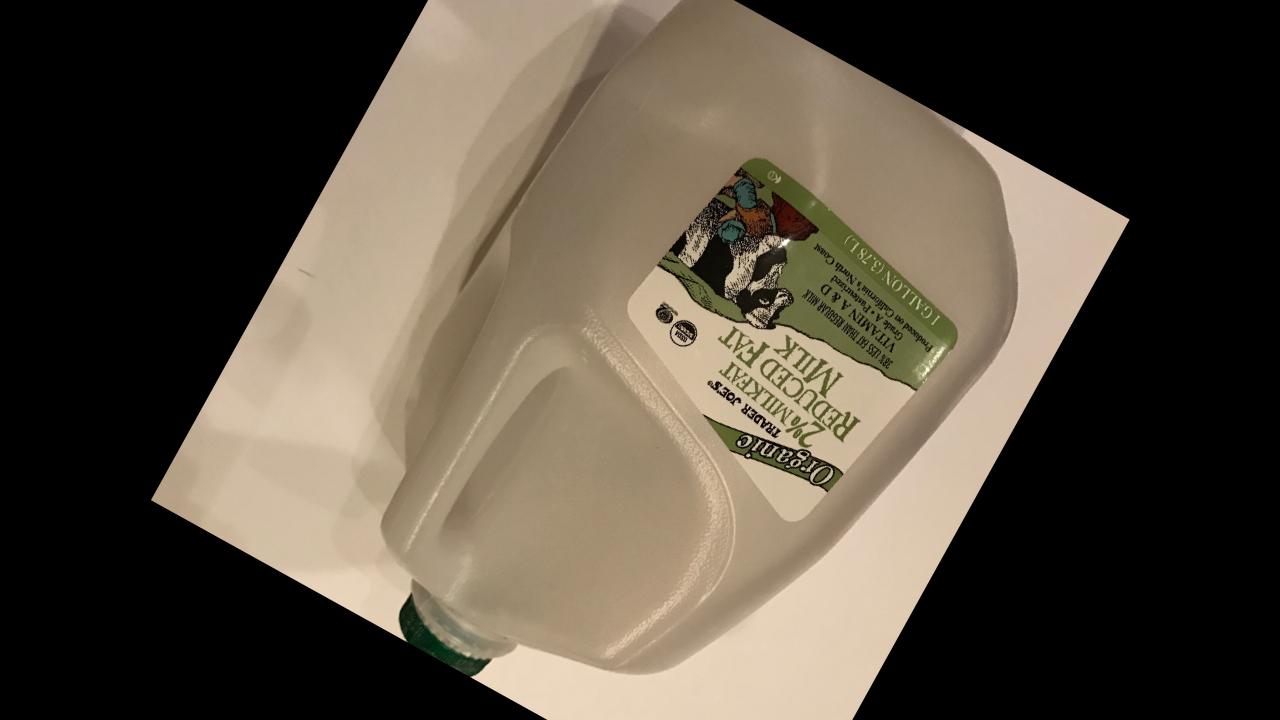 Organic
TRADER JOE'S®
2% MILKFAT
REDUCED FAT
MILK
38% LESS FAT THAN REGULAR MILK
VITAMIN A & D
Grade A • Pasteurized
Produced on California's North Coast
1 GALLON (3.78 L)